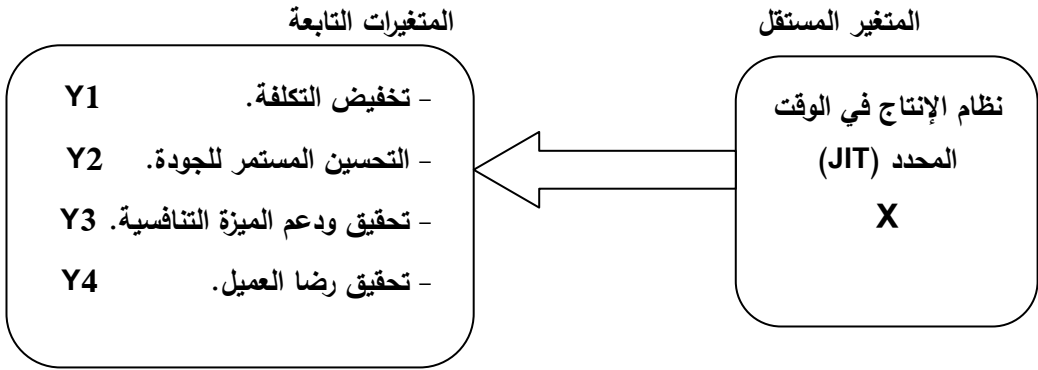 المتغير المستقل
نظام الإنتاج في الوقت
المحدد (JIT)
X
المتغيرات التابعة
- تخفيض التكلفة. Y1
- التحسين المستمر للجودة. Y2
- تحقيق ودعم الميزة التنافسية. Y3
- تحقيق رضا العميل. Y4